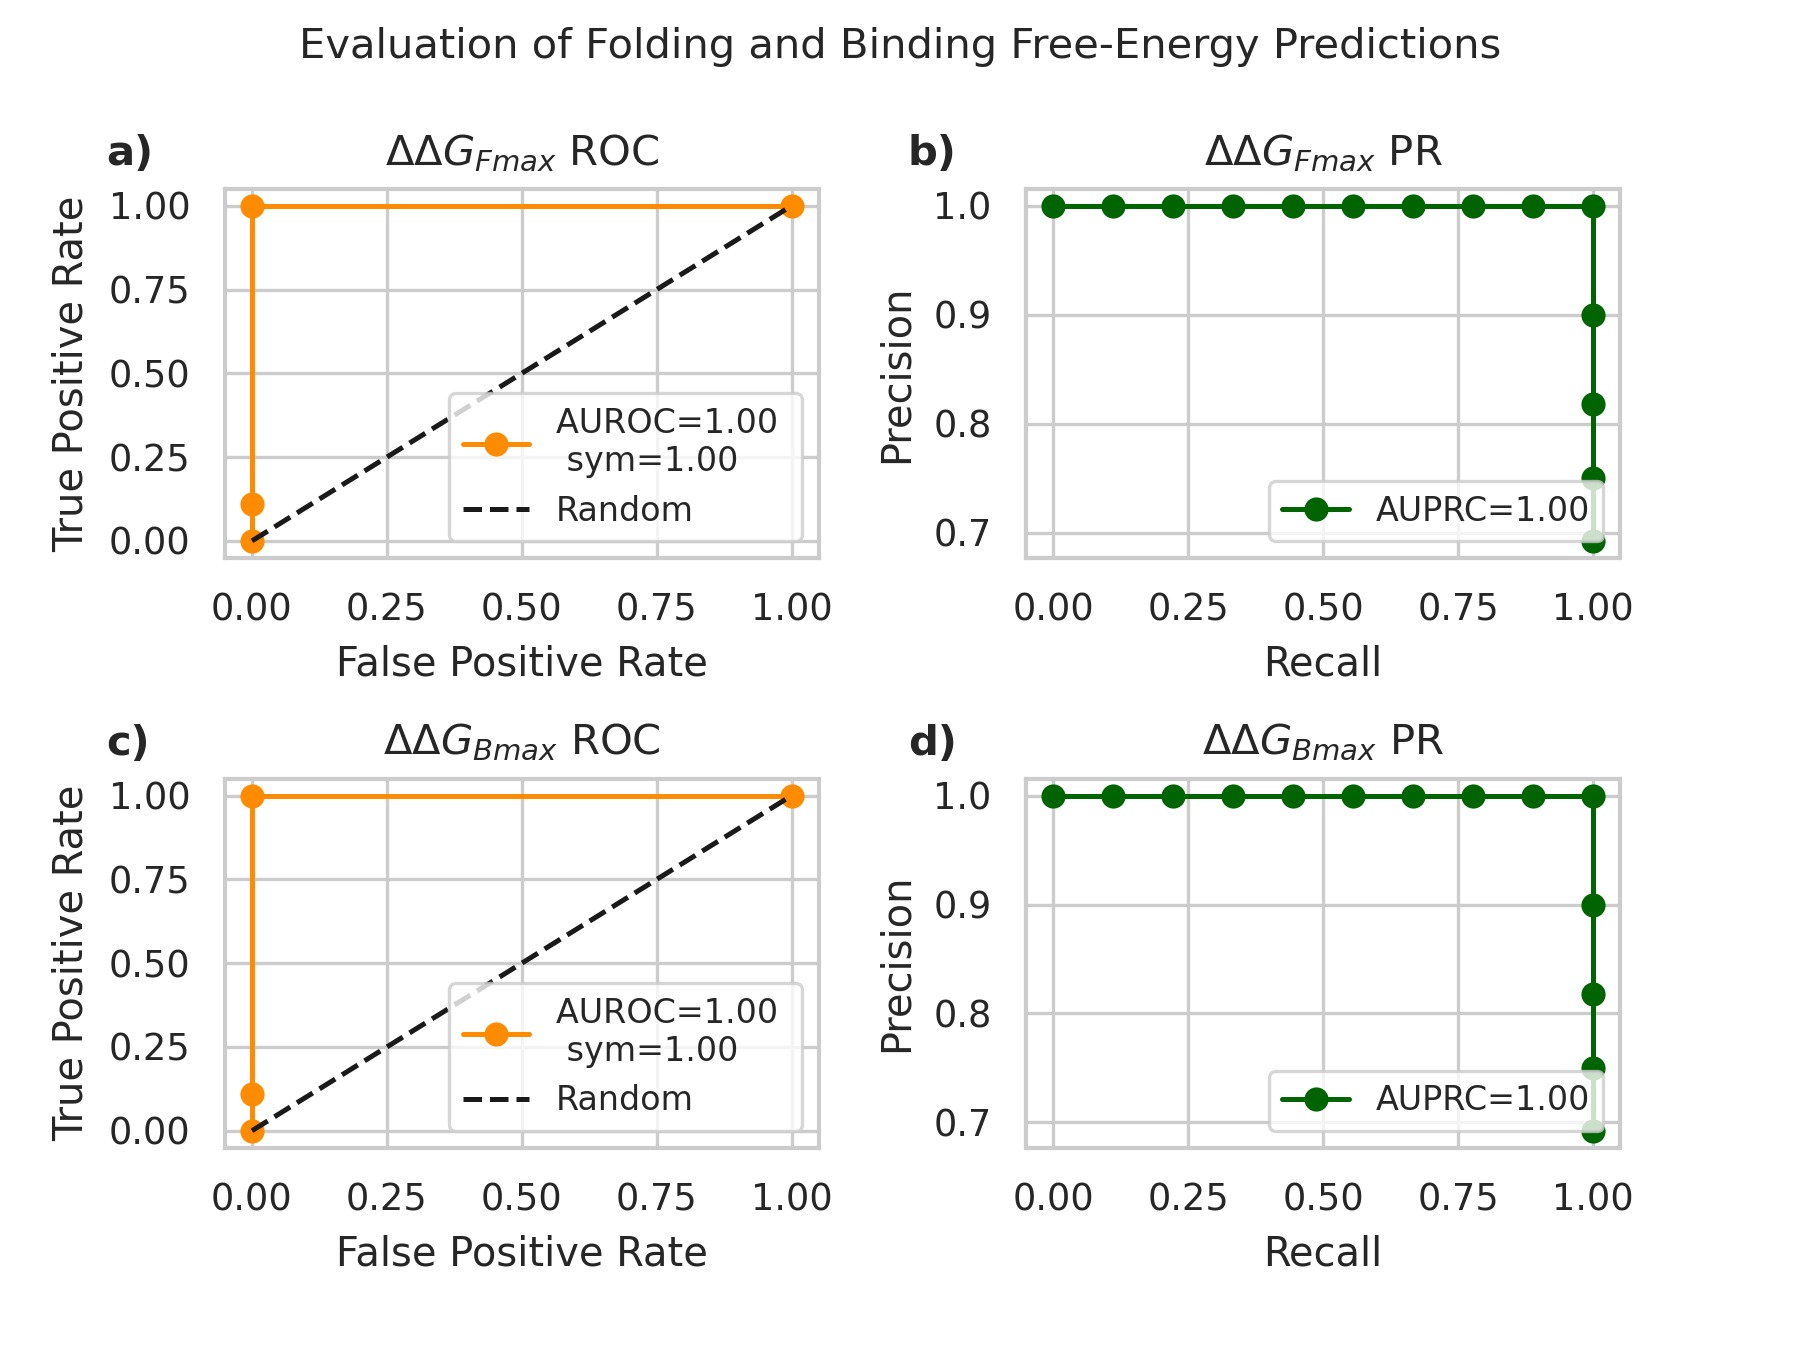 Evaluation of Folding and Binding Free-Energy Predictions
a)
ΔΔG_Fmax ROC
True Positive Rate
1.00
0.75
0.50
0.25
0.00
AUROC=1.00
sym=1.00
Random
0.00 0.25 0.50 0.75 1.00
False Positive Rate
b)
ΔΔG_Fmax PR
Precision
1.0
0.9
0.8
0.7
AUPRC=1.00
0.00 0.25 0.50 0.75 1.00
Recall
c)
ΔΔG_Bmax ROC
True Positive Rate
1.00
0.75
0.50
0.25
0.00
AUROC=1.00
sym=1.00
Random
0.00 0.25 0.50 0.75 1.00
False Positive Rate
d)
ΔΔG_Bmax PR
Precision
1.0
0.9
0.8
0.7
AUPRC=1.00
0.00 0.25 0.50 0.75 1.00
Recall